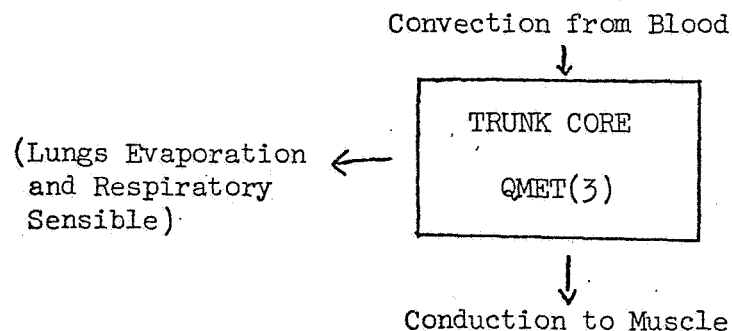 Convection from Blood
TRUNK CORE
(Lungs Evaporation
and Respiratory
Sensible)
QMET(3)
Conduction to Muscle